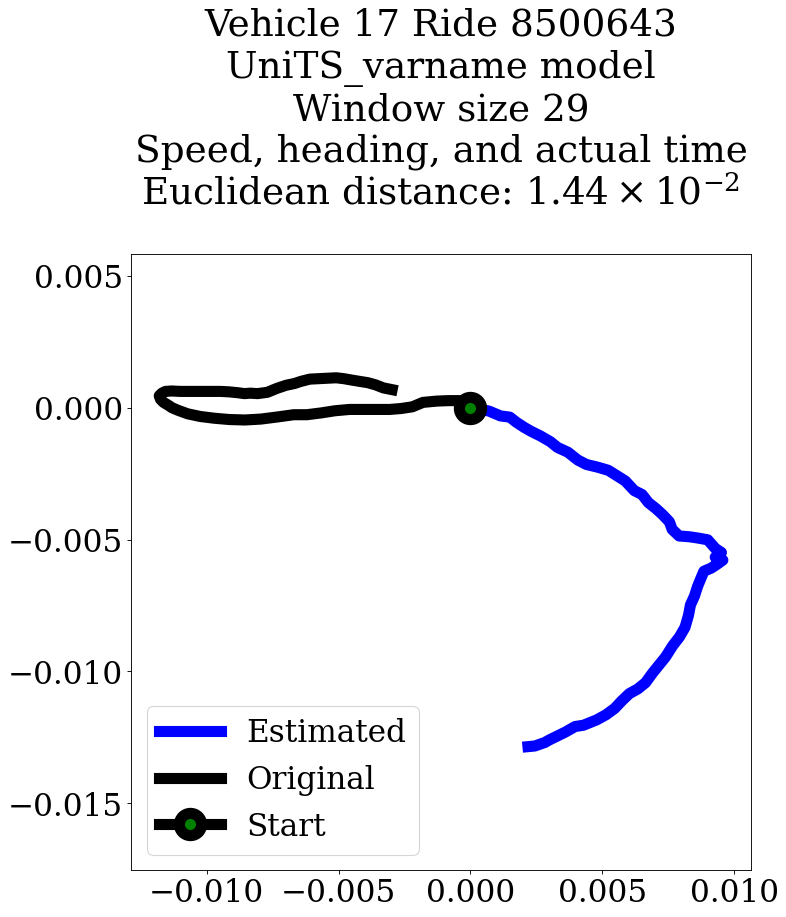 Vehicle 17 Ride 8500643
UniTS_varname model
Window size 29
Speed, heading, and actual time
Euclidean distance: 1.44 × 10⁻²
0.005
0.000
−0.005
−0.010
−0.015
Estimated
Original
Start
−0.010 −0.005 0.000 0.005 0.010